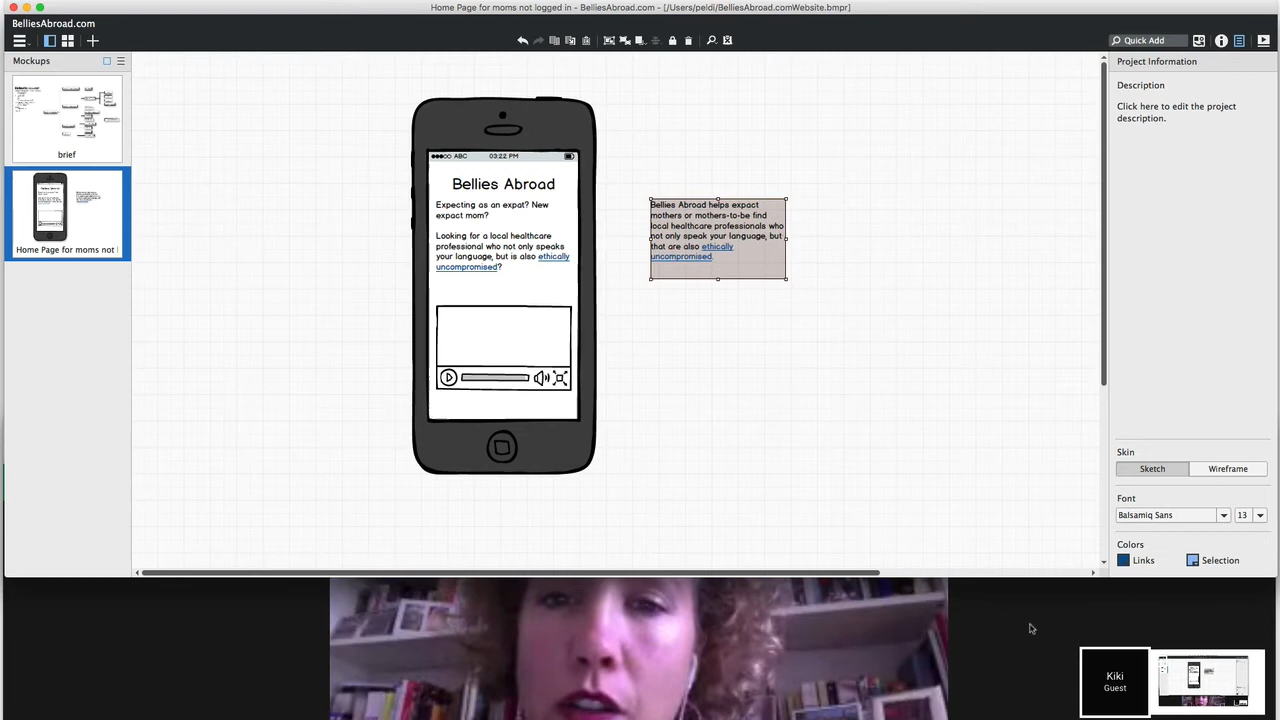 Home Page for moms not logged in - BelliesAbroad.com - [/Users/peldi/BelliesAbroad.comWebsite.bmpr]
BelliesAbroad.com
Quick Add
Mockups
brief
Home Page for moms not l
ABC 03:22 PM
Bellies Abroad
Expecting as an expat? New
expact mom?
Looking for a local healthcare
professional who not only speaks
your language, but is also ethically
uncompromised?
Bellies Abroad helps expact
mothers or mothers-to-be find
local healthcare professionals who
not only speak your language, but
that are also ethically
uncompromised.
Project Information
Description
Click here to edit the project
description.
Skin
Sketch Wireframe
Font
Balsamiq Sans 13
Colors
Links Selection
Kiki
Guest